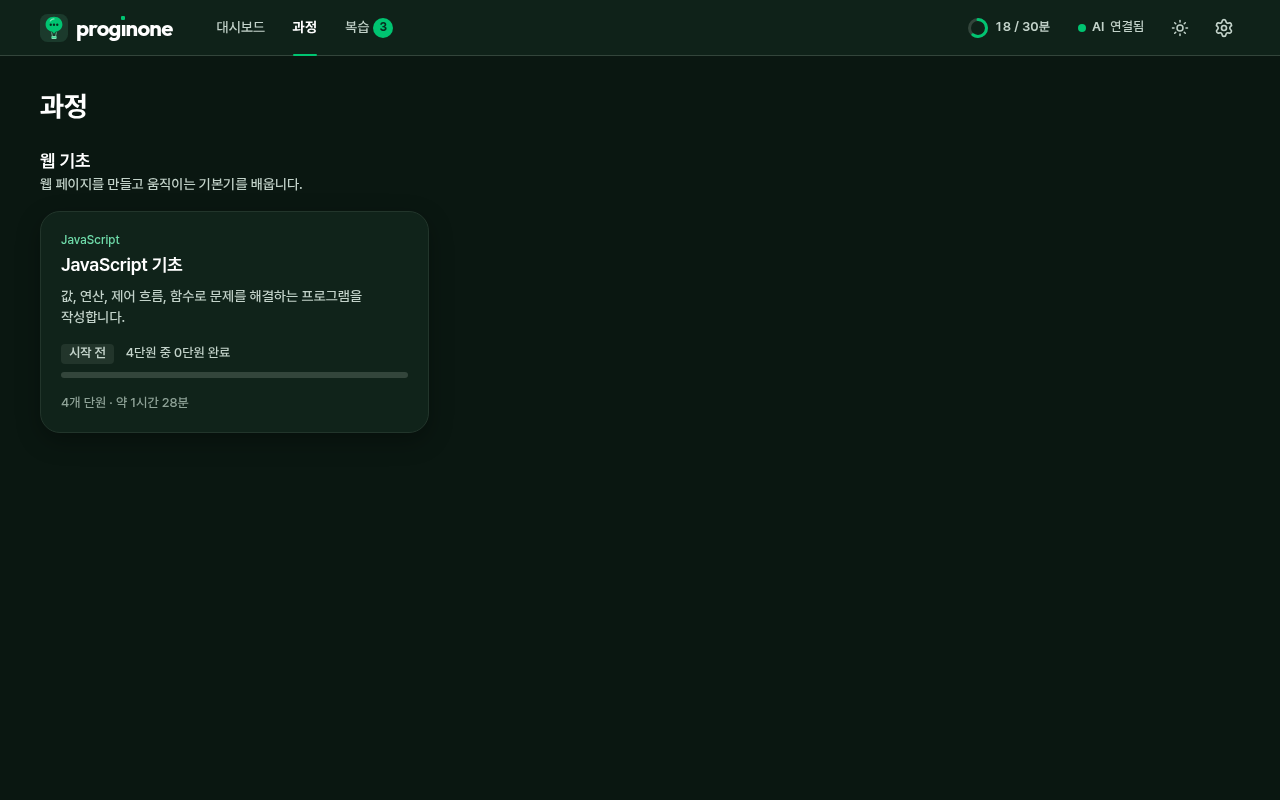 proginone
대시보드
과정
복습 3
18 / 30분
AI 연결됨
과정
웹 기초
웹 페이지를 만들고 움직이는 기본기를 배웁니다.
JavaScript
JavaScript 기초
값, 연산, 제어 흐름, 함수로 문제를 해결하는 프로그램을
작성합니다.
시작 전 4단원 중 0단원 완료
4개 단원 · 약 1시간 28분